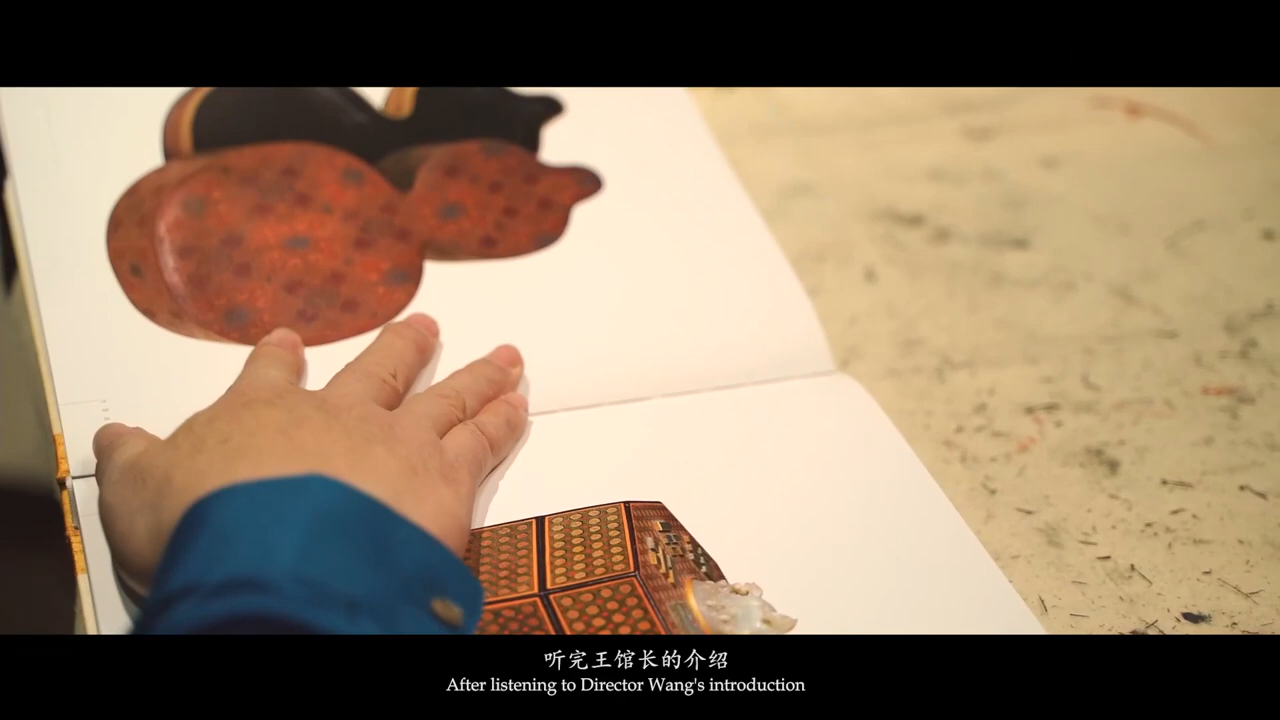 听完王馆长的介绍
After listening to Director Wang's introduction